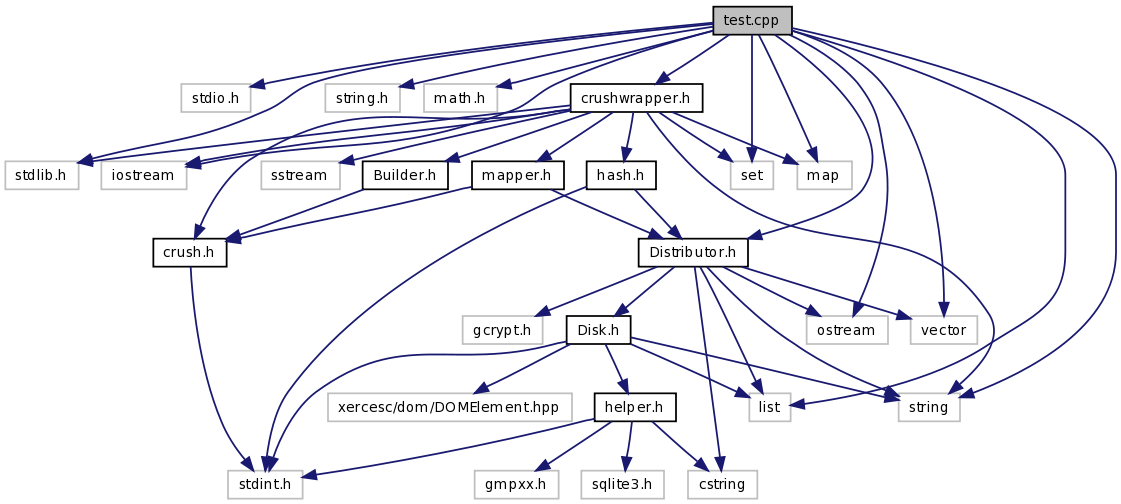 test.cpp
stdio.h
string.h
math.h
crushwrapper.h
stdlib.h
iostream
sstream
Builder.h
mapper.h
hash.h
set
map
crush.h
Distributor.h
gcrypt.h
Disk.h
ostream
vector
xercesc/dom/DOMElement.hpp
helper.h
list
string
stdint.h
gmpxx.h
sqlite3.h
cstring